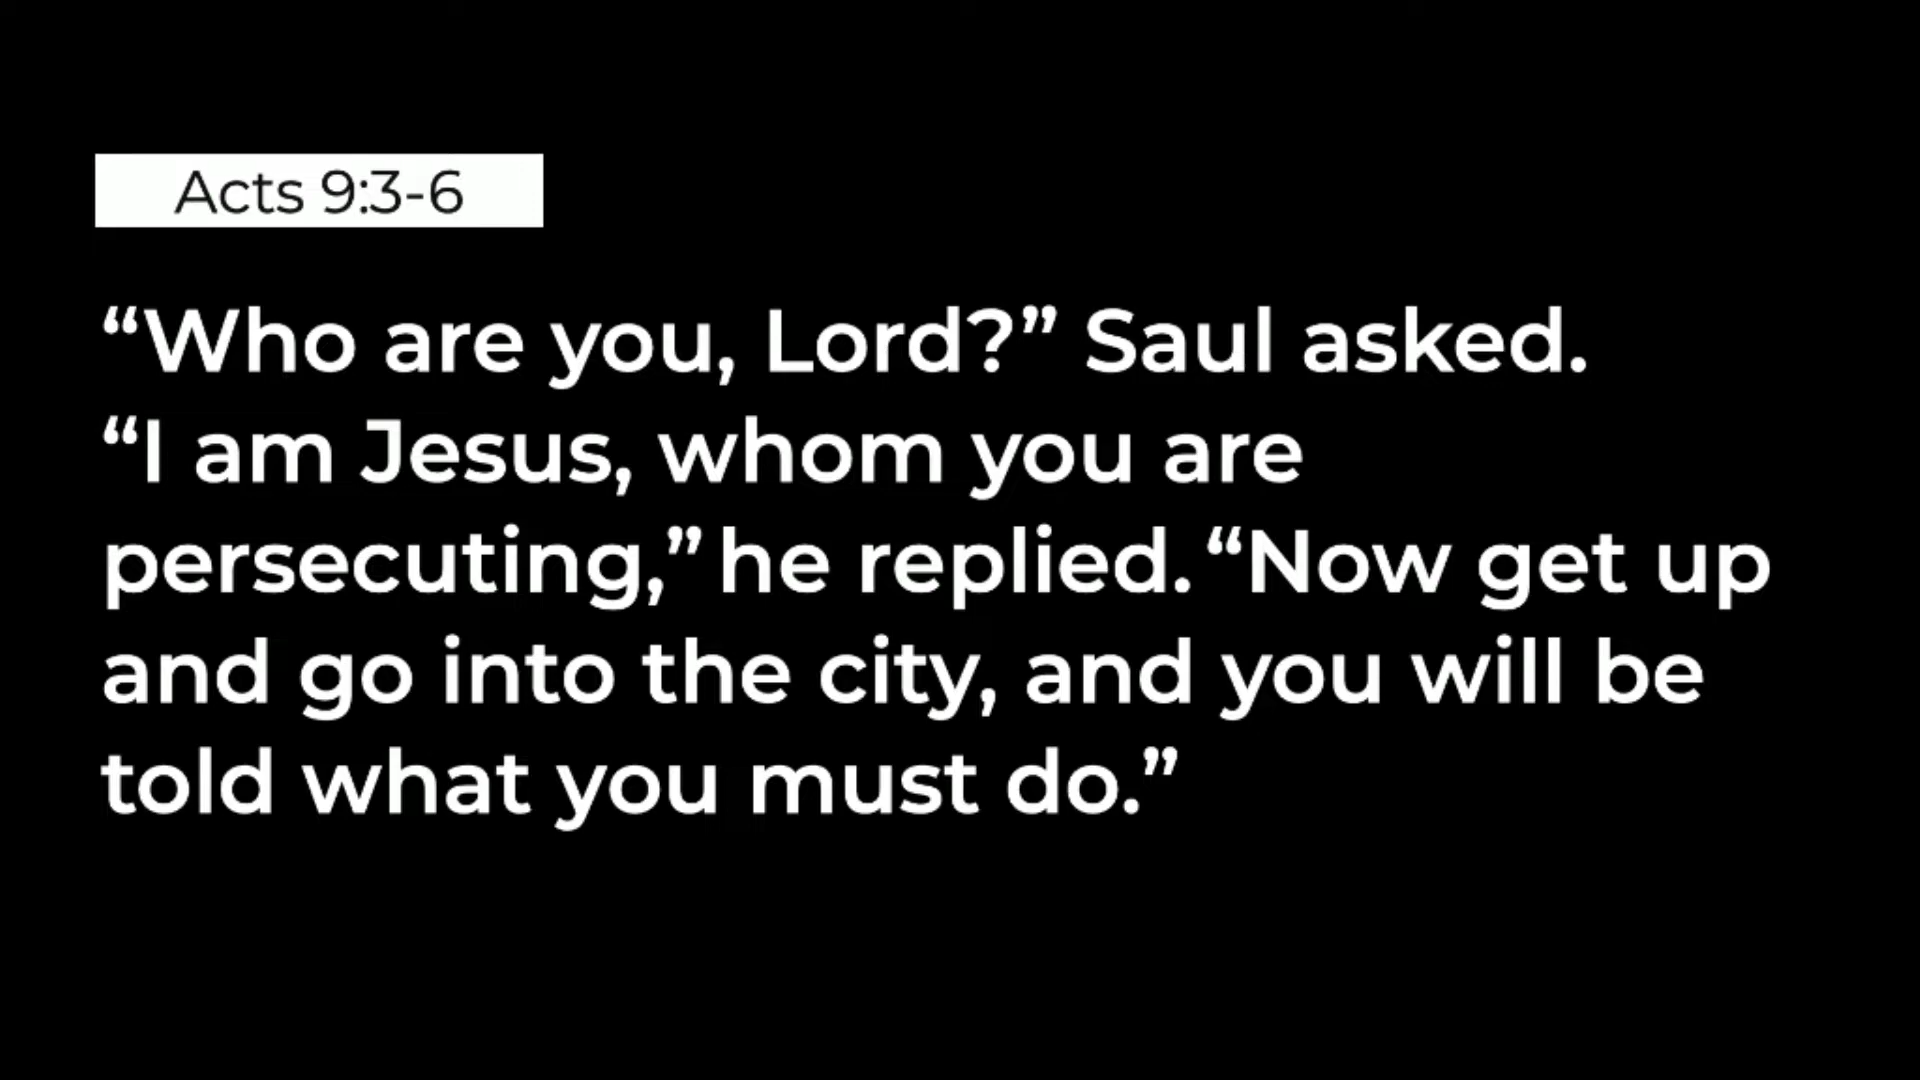 Acts 9:3-6
“Who are you, Lord?” Saul asked.
“I am Jesus, whom you are
persecuting,” he replied. “Now get up
and go into the city, and you will be
told what you must do.”